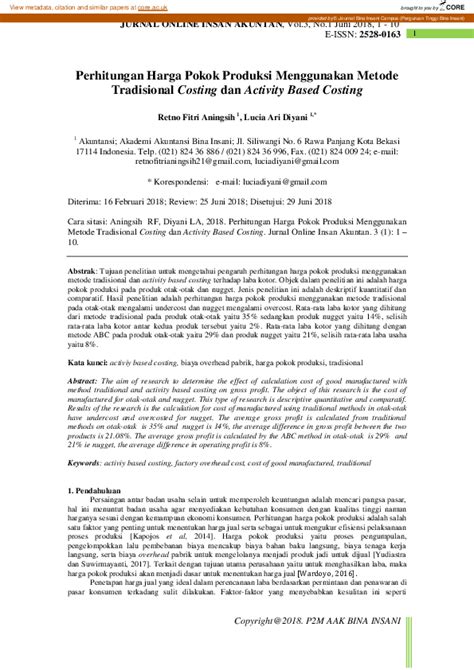 View metadata, citation and similar papers at core.ac.uk
brought to you by CORE
provided by E-Journal Bina Insani Campus (Perguruan Tinggi Bina Insani)
JURNAL ONLINE INSAN AKUNTAN, Vol.3, No.1 Juni 2018, 1 - 10
E-ISSN: 2528-0163
1
Perhitungan Harga Pokok Produksi Menggunakan Metode
Tradisional Costing dan Activity Based Costing
Retno Fitri Aningsih 1, Lucia Ari Diyani 1,*
1 Akuntansi; Akademi Akuntansi Bina Insani; Jl. Siliwangi No. 6 Rawa Panjang Kota Bekasi
17114 Indonesia. Telp. (021) 824 36 886 / (021) 824 36 996, Fax. (021) 824 009 24; e-mail:
retnofitrianingsih21@gmail.com, luciadiyani@gmail.com
* Korespondensi: e-mail: luciadiyani@gmail.com
Diterima: 16 Februari 2018; Review: 25 Juni 2018; Disetujui: 29 Juni 2018
Cara sitasi: Aningsih RF, Diyani LA. 2018. Perhitungan Harga Pokok Produksi Menggunakan
Metode Tradisional Costing dan Activity Based Costing. Jurnal Online Insan Akuntan. 3 (1): 1 –
10.
Abstrak: Tujuan penelitian untuk mengetahui pengaruh perhitungan harga pokok produksi menggunakan
metode tradisional dan activity based costing terhadap laba kotor. Objek dalam penelitian ini adalah harga
pokok produksi pada produk otak-otak dan nugget. Jenis penelitian ini adalah deskriptif kuantitatif dan
comparatif. Hasil penelitian adalah perhitungan harga pokok produksi menggunakan metode tradisional
pada otak-otak mengalami undercost dan nugget mengalami overcost. Rata-rata laba kotor yang dihitung
dari metode tradisional pada produk otak-otak yaitu 35% sedangkan produk nugget yaitu 14%, selisih
rata-rata laba kotor antar kedua produk tersebut yaitu 2%. Rata-rata laba kotor yang dihitung dengan
metode ABC pada produk otak-otak yaitu 29% dan produk nugget yaitu 21%, selisih rata-rata laba usaha
yaitu 8%.
Kata kunci: activiy based costing, biaya overhead pabrik, harga pokok produksi, tradisional
Abstract: The aim of research to determine the effect of calculation cost of good manufactured with
method traditional and activity based costing on gross profit. The object of this research is the cost of
manufactured for otak-otak and nugget. This type of research is descriptive quantitative and comparatif.
Results of the research is the calculation for cost of manufactured using traditional methods in otak-otak
have undercost and overcosted for nugget. The avernge gross profit is calculated from traditional
methods on otak-otak is 35% and nugget is 14%, the average difference in gross profit between the two
products is 21.08%. The average gross profit is calculated by the ABC method in otak-otak is 29% and
21% ie nugget, the average difference in operating profit is 8%.
Keywords: activiy based costing, factory overhead cost, cost of good manufactured, traditional
1. Pendahuluan
Persaingan antar badan usaha selain untuk memperoleh keuntungan adalah mencari pangsa pasar,
hal ini menuntut badan usaha agar menyediakan kebutuhan konsumen dengan kualitas tinggi namun
harganya sesuai dengan kemampuan ekonomi konsumen. Perhitungan harga pokok produksi adalah salah
satu faktor yang penting untuk menentukan harga jual serta sebagai untuk mengukur efisiensi pelaksanaan
proses produksi [Kapojos et al, 2014]. Harga pokok produksi yaitu proses pengumpulan,
pengelompokkan lalu pembebanan biaya mencakup biaya bahan baku langsung, biaya tenaga kerja
langsung, biaya overhead pabrik untuk mengelolanya menjadi produk jadi untuk dijual [Yudiastra
dan Suwirmayanti, 2017]. Terkait dengan tujuan utama perusahaan yaitu untuk menghasilkan laba, maka
harga pokok produksi akan menjadi dasar untuk menentukan harga jual [Wardoyo, 2016].
Penetapan harga jual yang ideal dalam perencanaan laba berdasarkan permintaan dan penawaran di
pasar konsumen terkadang sulit dilakukan. Faktor-faktor yang menyebabkan kesulitan ini seperti
Copyright@2018. P2M AAK BINA INSANI